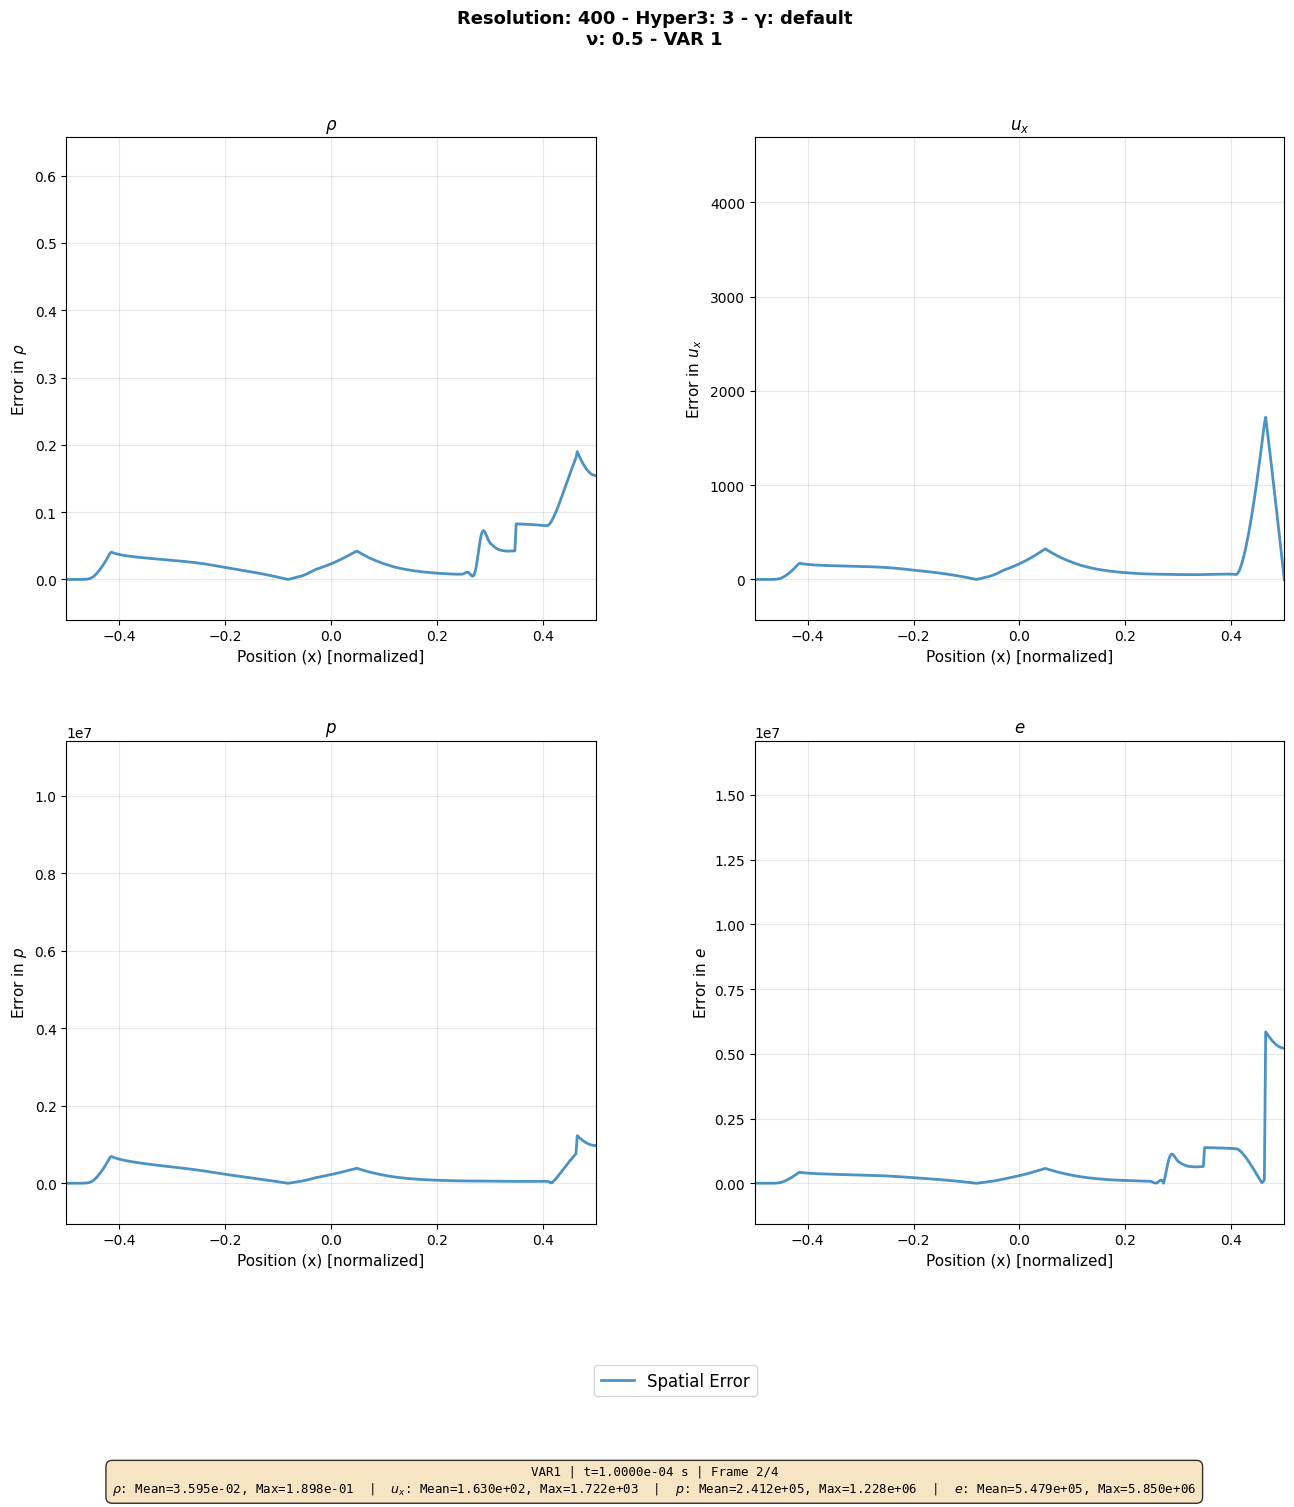 Resolution: 400 - Hyper3: 3 - γ: default
ν: 0.5 - VAR 1
ρ
0.6
0.5
0.4
0.3
0.2
0.1
0.0
−0.4 −0.2 0.0 0.2 0.4
Error in ρ
Position (x) [normalized]
u_x
4000
3000
2000
1000
0
−0.4 −0.2 0.0 0.2 0.4
Error in u_x
Position (x) [normalized]
p
1e7
1.0
0.8
0.6
0.4
0.2
0.0
−0.4 −0.2 0.0 0.2 0.4
Error in p
Position (x) [normalized]
e
1e7
1.50
1.25
1.00
0.75
0.50
0.25
0.00
−0.4 −0.2 0.0 0.2 0.4
Error in e
Position (x) [normalized]
Spatial Error
VAR1 | t=1.0000e-04 s | Frame 2/4
ρ: Mean=3.595e-02, Max=1.898e-01 | u_x: Mean=1.630e+02, Max=1.722e+03 | p: Mean=2.412e+05, Max=1.228e+06 | e: Mean=5.479e+05, Max=5.850e+06